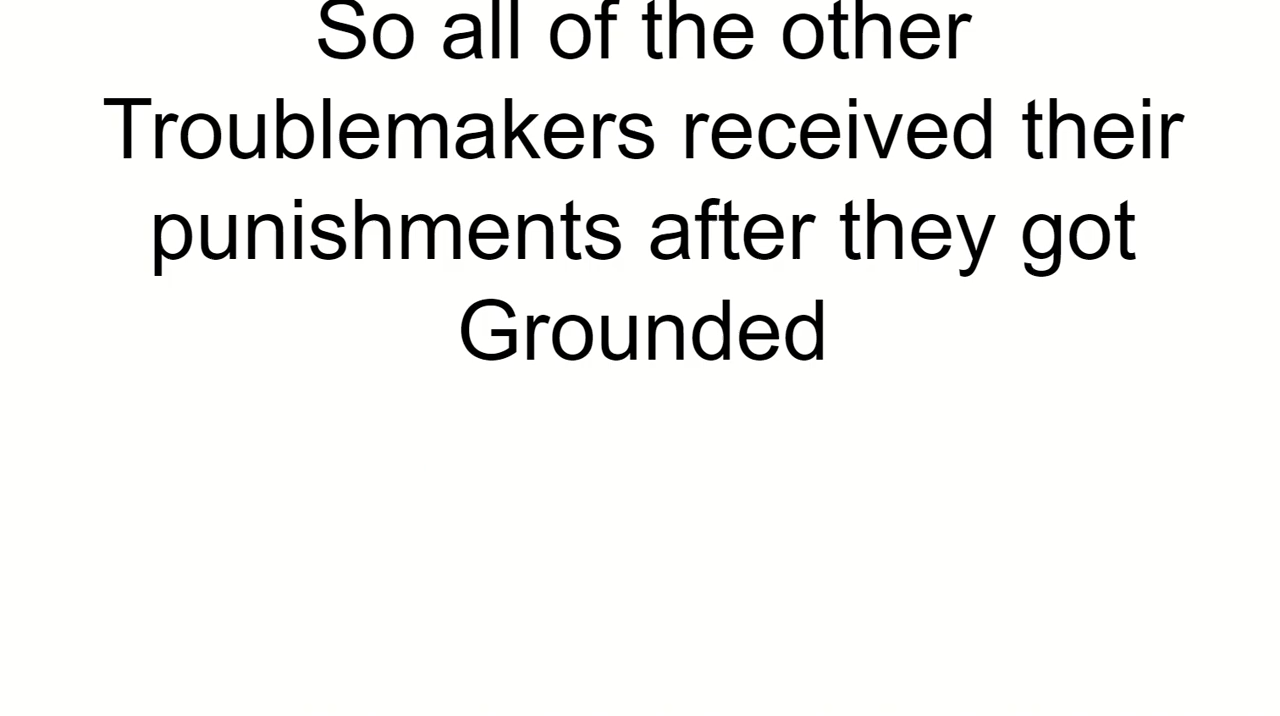 So all of the other
Troublemakers received their
punishments after they got
Grounded